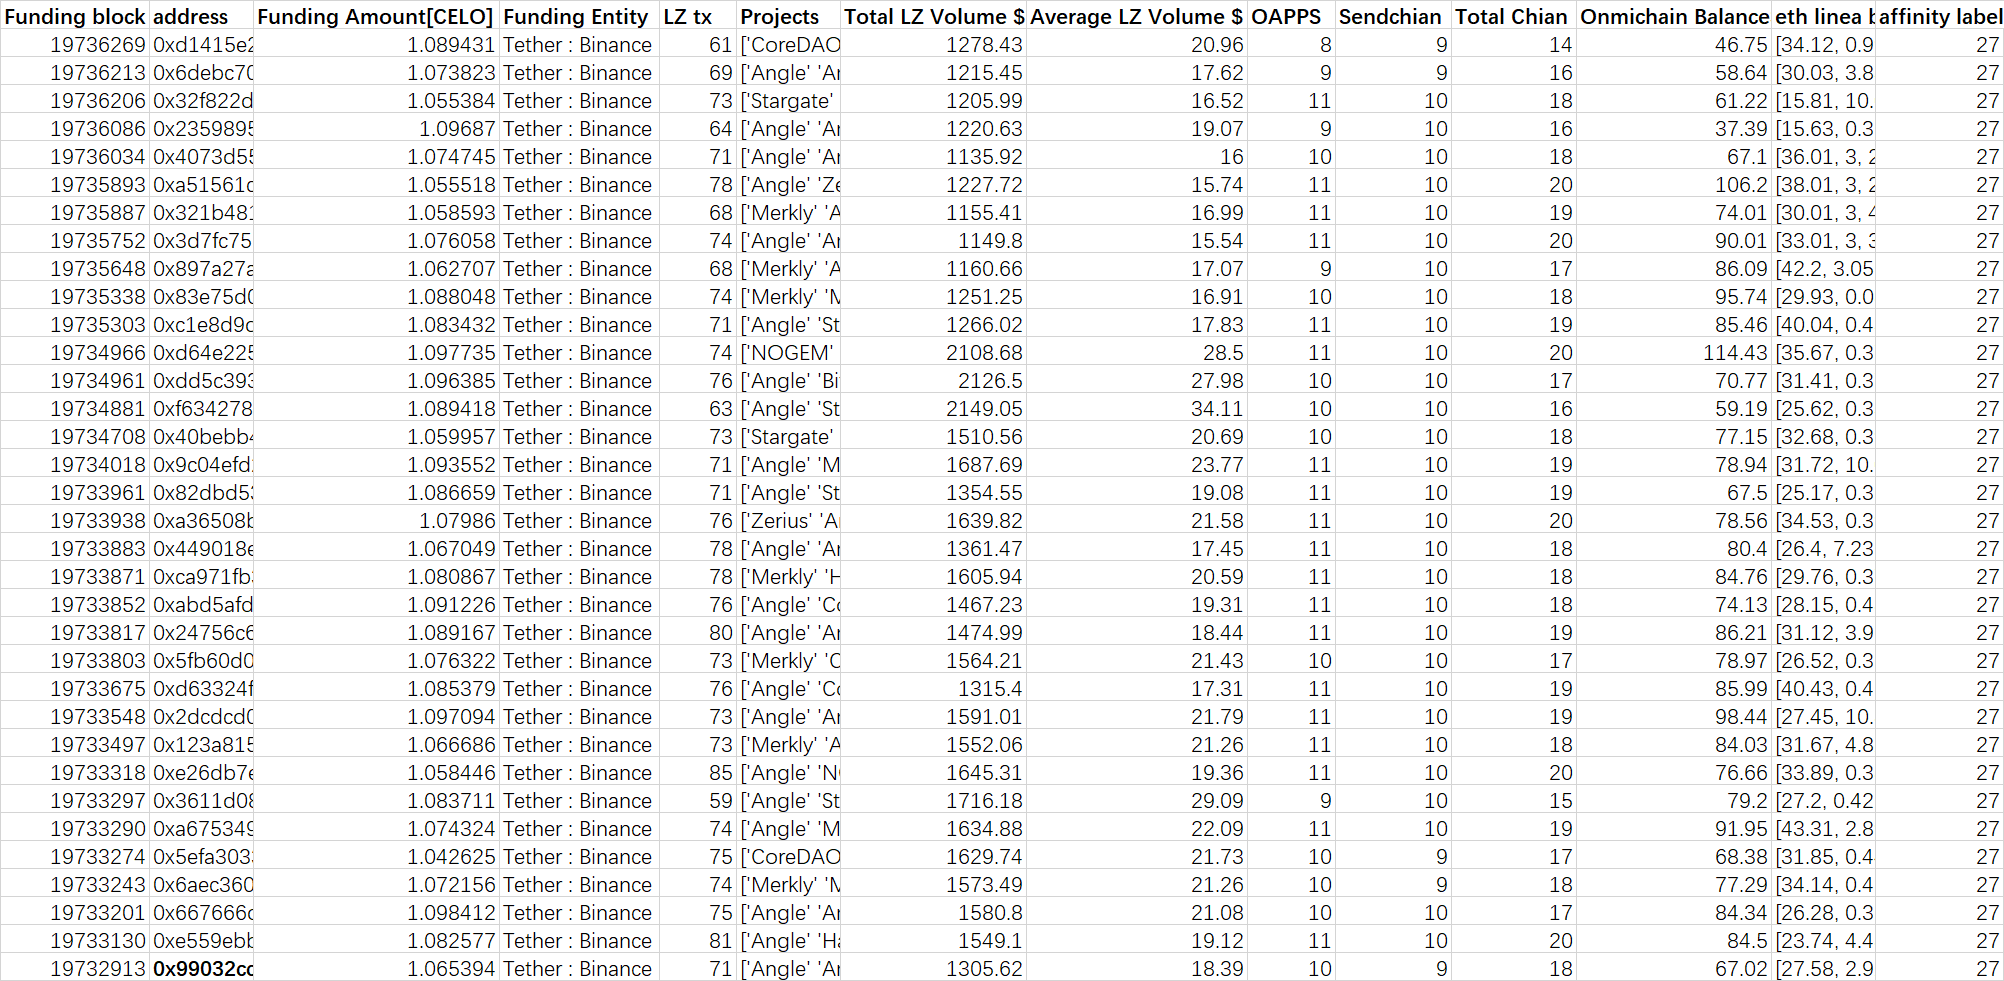 Funding block address Funding Amount[CELO] Funding Entity LZ tx Projects Total LZ Volume $ Average LZ Volume $ OAPPS Sendchian Total Chian Onmichain Balance eth linea b affinity label
19736269 0xd1415e2 1.089431 Tether : Binance 61 ['CoreDAO 1278.43 20.96 8 9 14 46.75 [34.12, 0.9 27
19736213 0x6debc70 1.073823 Tether : Binance 69 ['Angle' 'Ar 1215.45 17.62 9 9 16 58.64 [30.03, 3.8 27
19736206 0x32f822d 1.055384 Tether : Binance 73 ['Stargate' 1205.99 16.52 11 10 18 61.22 [15.81, 10. 27
19736086 0x2359895 1.09687 Tether : Binance 64 ['Angle' 'Ar 1220.63 19.07 9 10 16 37.39 [15.63, 0.3 27
19736034 0x4073d55 1.074745 Tether : Binance 71 ['Angle' 'Ar 1135.92 16 10 10 18 67.1 [36.01, 3, 2 27
19735893 0xa51561c 1.055518 Tether : Binance 78 ['Angle' 'Ze 1227.72 15.74 11 10 20 106.2 [38.01, 3, 2 27
19735887 0x321b481 1.058593 Tether : Binance 68 ['Merkly' 'A 1155.41 16.99 11 10 19 74.01 [30.01, 3, 4 27
19735752 0x3d7fc75 1.076058 Tether : Binance 74 ['Angle' 'Ar 1149.8 15.54 11 10 20 90.01 [33.01, 3, 3 27
19735648 0x897a27a 1.062707 Tether : Binance 68 ['Merkly' 'A 1160.66 17.07 9 10 17 86.09 [42.2, 3.05 27
19735338 0x83e75d0 1.088048 Tether : Binance 74 ['Merkly' 'M 1251.25 16.91 10 10 18 95.74 [29.93, 0.0 27
19735303 0xc1e8d9c 1.083432 Tether : Binance 71 ['Angle' 'St 1266.02 17.83 11 10 19 85.46 [40.04, 0.4 27
19734966 0xd64e225 1.097735 Tether : Binance 74 ['NOGEM' 2108.68 28.5 11 10 20 114.43 [35.67, 0.3 27
19734961 0xdd5c393 1.096385 Tether : Binance 76 ['Angle' 'Bi 2126.5 27.98 10 10 17 70.77 [31.41, 0.3 27
19734881 0xf634278 1.089418 Tether : Binance 63 ['Angle' 'St 2149.05 34.11 10 10 16 59.19 [25.62, 0.3 27
19734708 0x40bebb4 1.059957 Tether : Binance 73 ['Stargate' 1510.56 20.69 10 10 18 77.15 [32.68, 0.3 27
19734018 0x9c04efd 1.093552 Tether : Binance 71 ['Angle' 'M 1687.69 23.77 11 10 19 78.94 [31.72, 10. 27
19733961 0x82dbd53 1.086659 Tether : Binance 71 ['Angle' 'St 1354.55 19.08 11 10 19 67.5 [25.17, 0.3 27
19733938 0xa36508b 1.07986 Tether : Binance 76 ['Zerius' 'Ar 1639.82 21.58 11 10 20 78.56 [34.53, 0.3 27
19733883 0x449018e 1.067049 Tether : Binance 78 ['Angle' 'Ar 1361.47 17.45 11 10 18 80.4 [26.4, 7.23 27
19733871 0xca971fb 1.080867 Tether : Binance 78 ['Merkly' 'H 1605.94 20.59 11 10 18 84.76 [29.76, 0.3 27
19733852 0xabd5afd 1.091226 Tether : Binance 76 ['Angle' 'Co 1467.23 19.31 11 10 18 74.13 [28.15, 0.4 27
19733817 0x24756c6 1.089167 Tether : Binance 80 ['Angle' 'Ar 1474.99 18.44 11 10 19 86.21 [31.12, 3.9 27
19733803 0x5fb60d0 1.076322 Tether : Binance 73 ['Merkly' 'C 1564.21 21.43 10 10 17 78.97 [26.52, 0.3 27
19733675 0xd63324f 1.085379 Tether : Binance 76 ['Angle' 'Co 1315.4 17.31 11 10 19 85.99 [40.43, 0.4 27
19733548 0x2dcdcd0 1.097094 Tether : Binance 73 ['Angle' 'Ar 1591.01 21.79 11 10 19 98.44 [27.45, 10. 27
19733497 0x123a815 1.066686 Tether : Binance 73 ['Merkly' 'A 1552.06 21.26 11 10 18 84.03 [31.67, 4.8 27
19733318 0xe26db7e 1.058446 Tether : Binance 85 ['Angle' 'N 1645.31 19.36 11 10 20 76.66 [33.89, 0.3 27
19733297 0x3611d08 1.083711 Tether : Binance 59 ['Angle' 'St 1716.18 29.09 9 10 15 79.2 [27.2, 0.42 27
19733290 0xa675349 1.074324 Tether : Binance 74 ['Angle' 'M 1634.88 22.09 11 10 19 91.95 [43.31, 2.8 27
19733274 0x5efa303 1.042625 Tether : Binance 75 ['CoreDAO 1629.74 21.73 10 9 17 68.38 [31.85, 0.4 27
19733243 0x6aec360 1.072156 Tether : Binance 74 ['Merkly' 'M 1573.49 21.26 10 9 18 77.29 [34.14, 0.4 27
19733201 0x667666c 1.098412 Tether : Binance 75 ['Angle' 'Ar 1580.8 21.08 10 10 17 84.34 [26.28, 0.3 27
19733130 0xe559ebb 1.082577 Tether : Binance 81 ['Angle' 'Ha 1549.1 19.12 11 10 20 84.5 [23.74, 4.4 27
19732913 0x99032cc 1.065394 Tether : Binance 71 ['Angle' 'Ar 1305.62 18.39 10 9 18 67.02 [27.58, 2.9 27